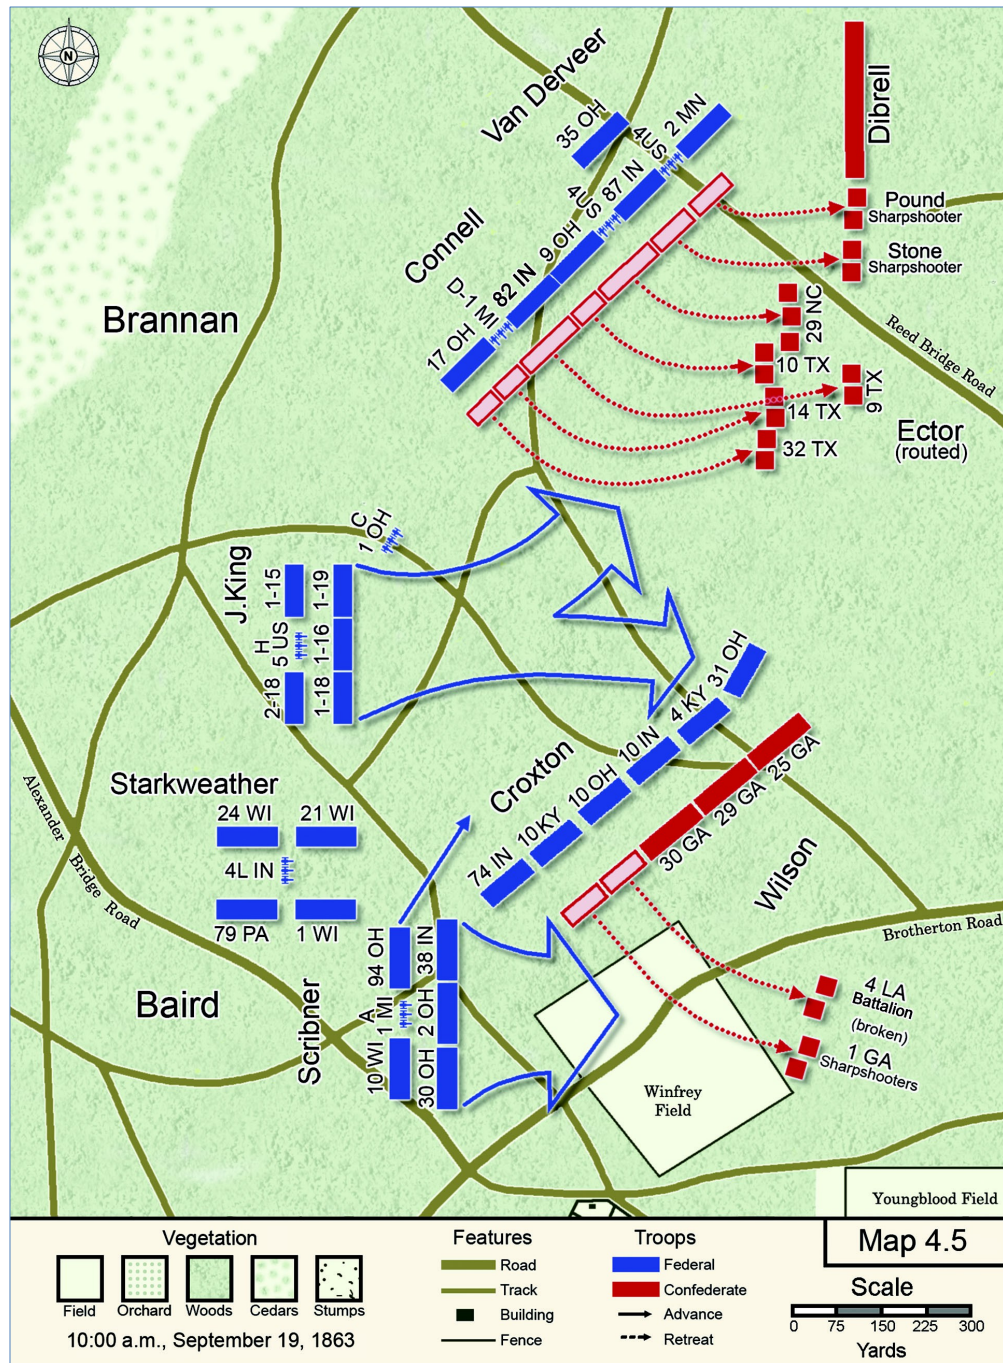 N
Van Derveer
35 OH
4US
2 MN
Dibrell
Pound
Sharpshooter
Stone
Sharpshooter
Connell
4US
87 IN
9 OH
82 IN
D-1 MI
17 OH
Brannan
29 NC
10 TX
9 TX
14 TX
32 TX
Reed Bridge Road
Ector
(routed)
C
1 OH
J.King
1-15
1-19
H
5 US
1-16
2-18
1-18
31 OH
4 KY
10 IN
10 OH
10 KY
74 IN
Croxton
25 GA
29 GA
30 GA
Wilson
Starkweather
24 WI
21 WI
4L IN
79 PA
1 WI
Alexander
Bridge
Road
Baird
Scribner
94 OH
38 IN
A
1 MI
2 OH
10 WI
30 OH
Brotherton Road
4 LA
Battalion
(broken)
1 GA
Sharpshooters
Winfrey
Field
Youngblood Field
Vegetation
Field
Orchard
Woods
Cedars
Stumps
10:00 a.m., September 19, 1863
Features
Road
Track
Building
Fence
Troops
Federal
Confederate
Advance
Retreat
Map 4.5
Scale
0 75 150 225 300
Yards